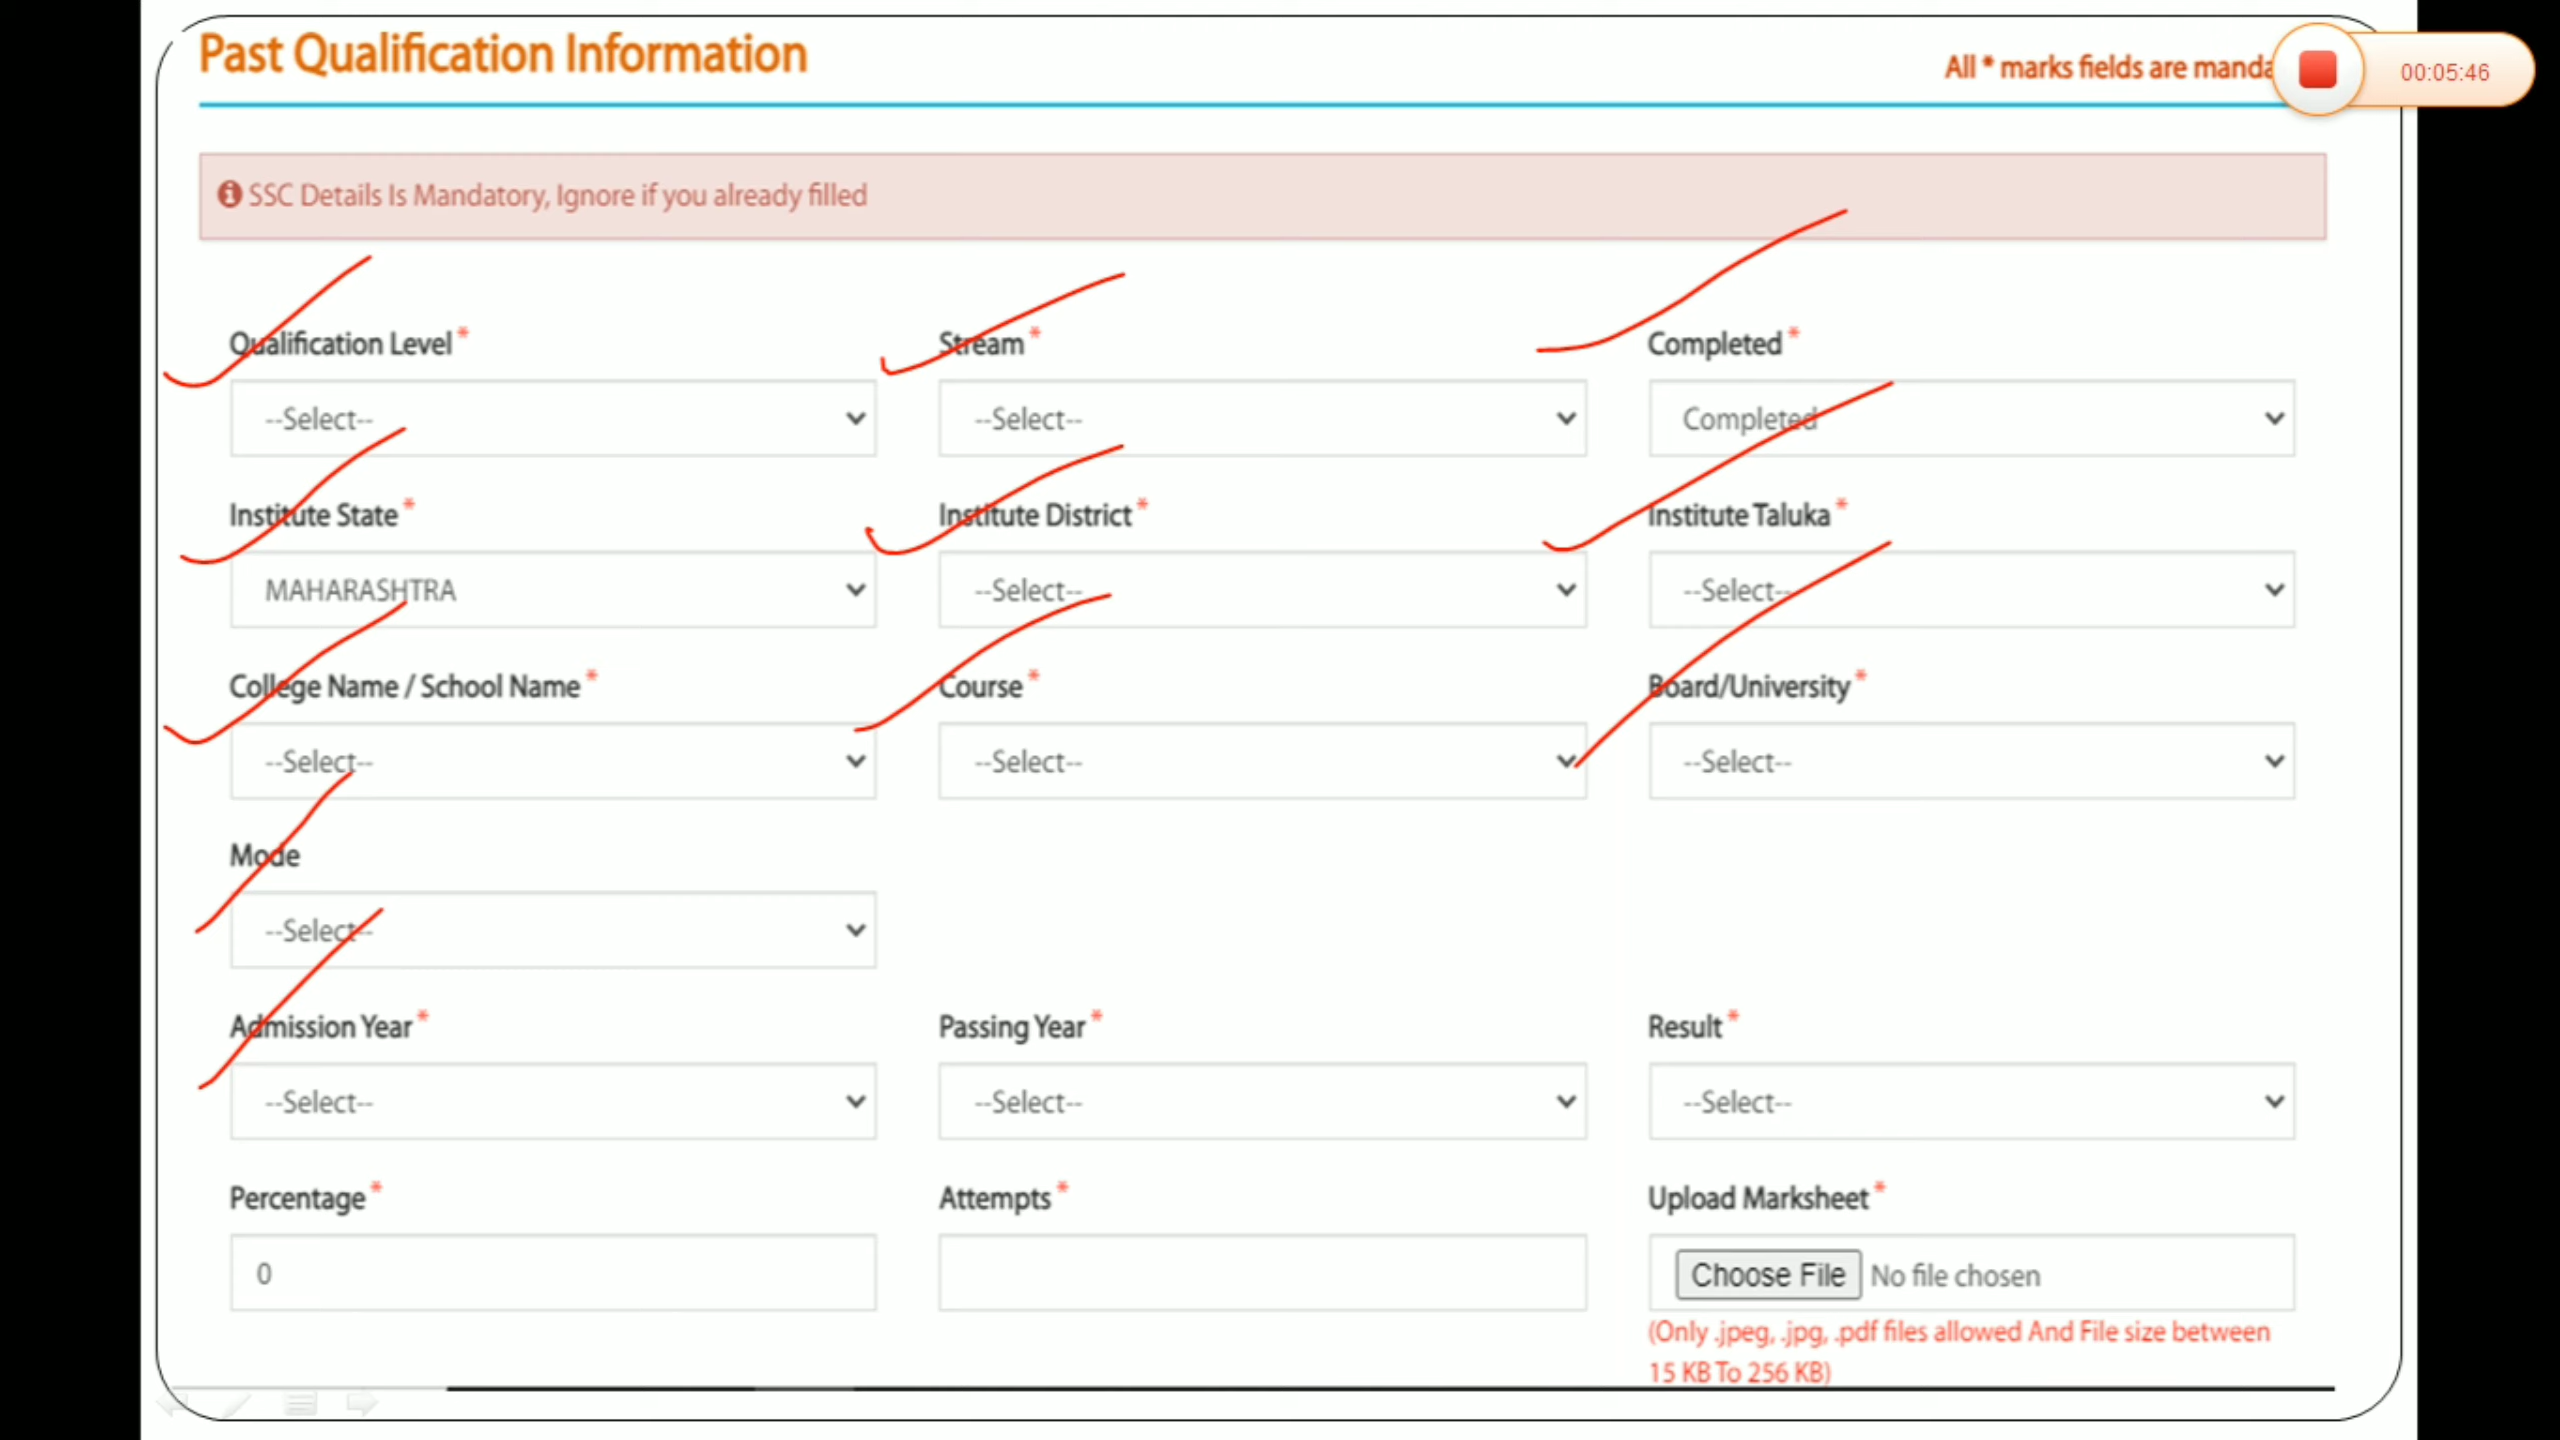 Past Qualification Information
All * marks fields are manda
00:05:46
SSC Details Is Mandatory, Ignore if you already filled
Qualification Level * Stream * Completed *
--Select-- --Select-- Completed
Institute State * Institute District * Institute Taluka *
MAHARASHTRA --Select-- --Select--
College Name / School Name * Course * Board/University *
--Select-- --Select-- --Select--
Mode
--Select--
Admission Year * Passing Year * Result *
--Select-- --Select-- --Select--
Percentage * Attempts * Upload Marksheet *
0 Choose File No file chosen
(Only .jpeg, .jpg, .pdf files allowed And File size between
15 KB To 256 KB)